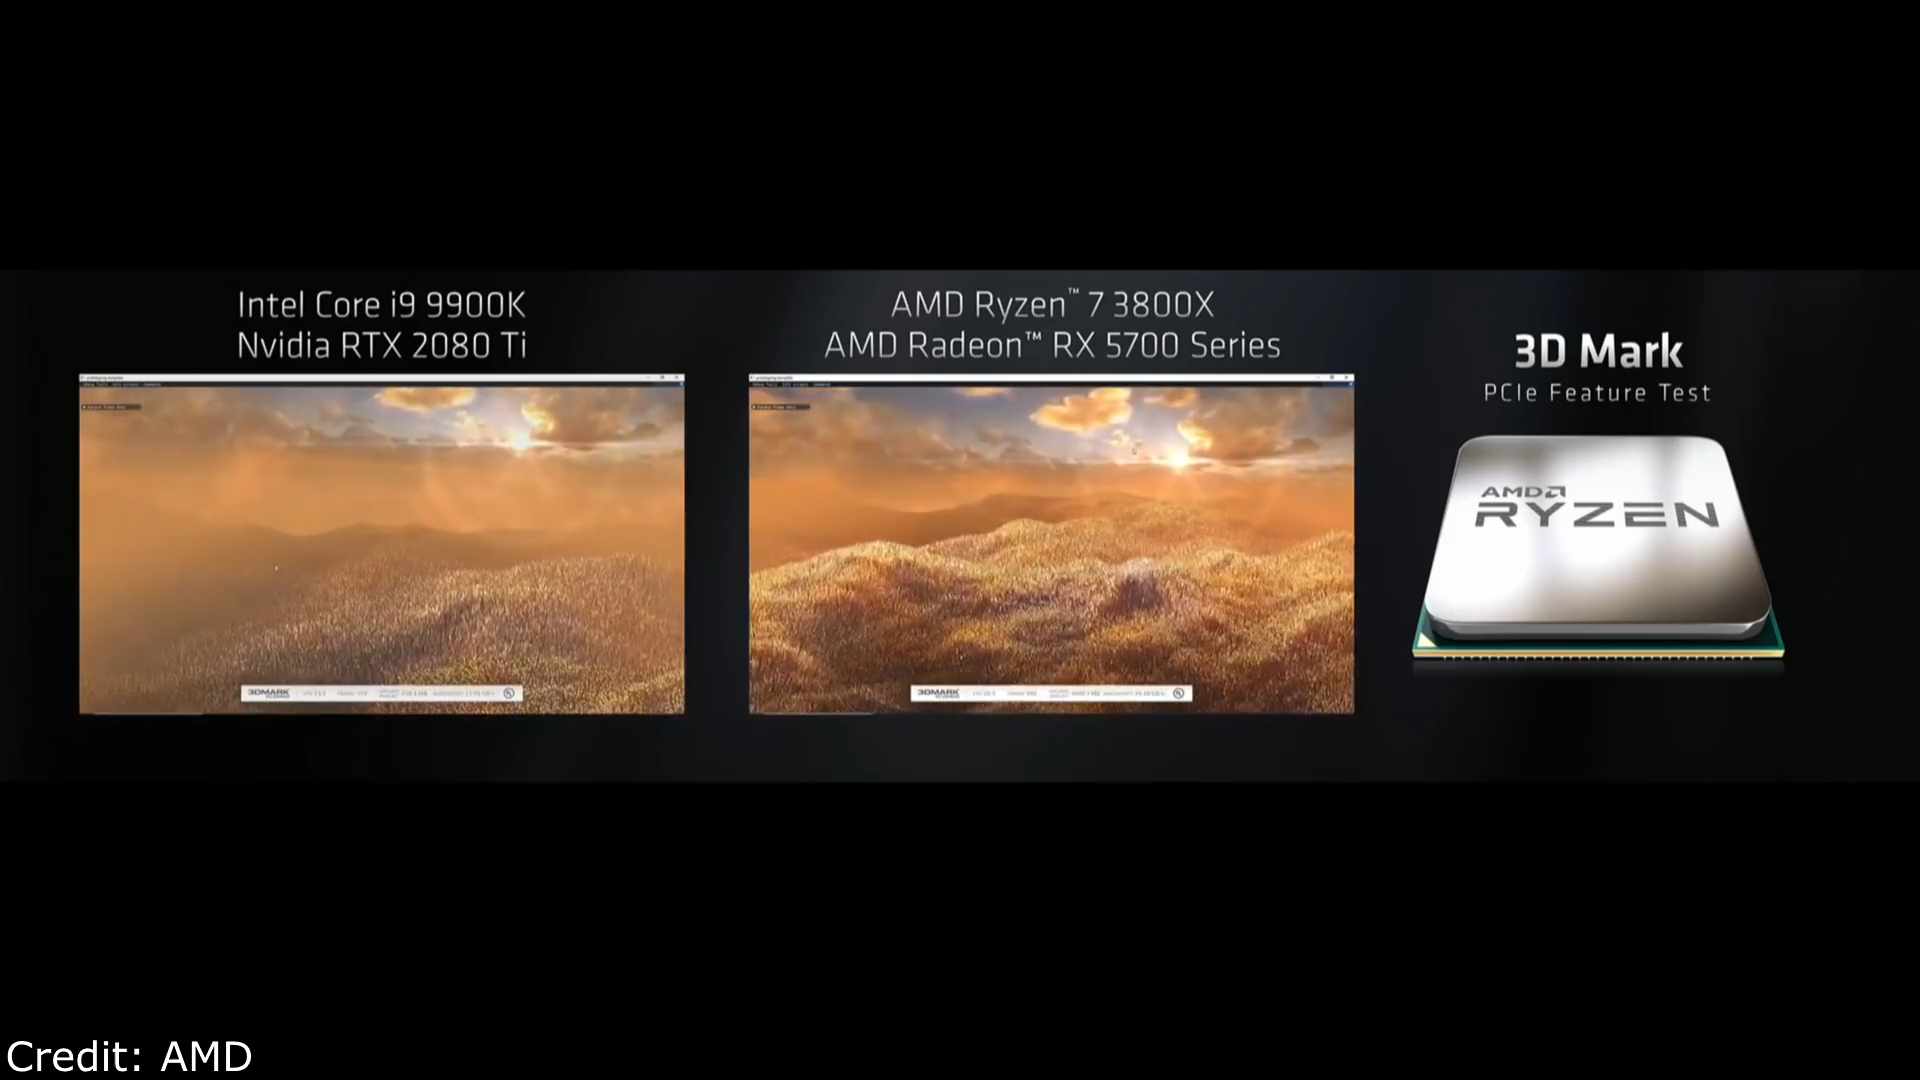 Intel Core i9 9900K
Nvidia RTX 2080 Ti
AMD Ryzen™ 7 3800X
AMD Radeon™ RX 5700 Series
3D Mark
PCIe Feature Test
AMD
RYZEN
3DMARK
3DMARK
Credit: AMD